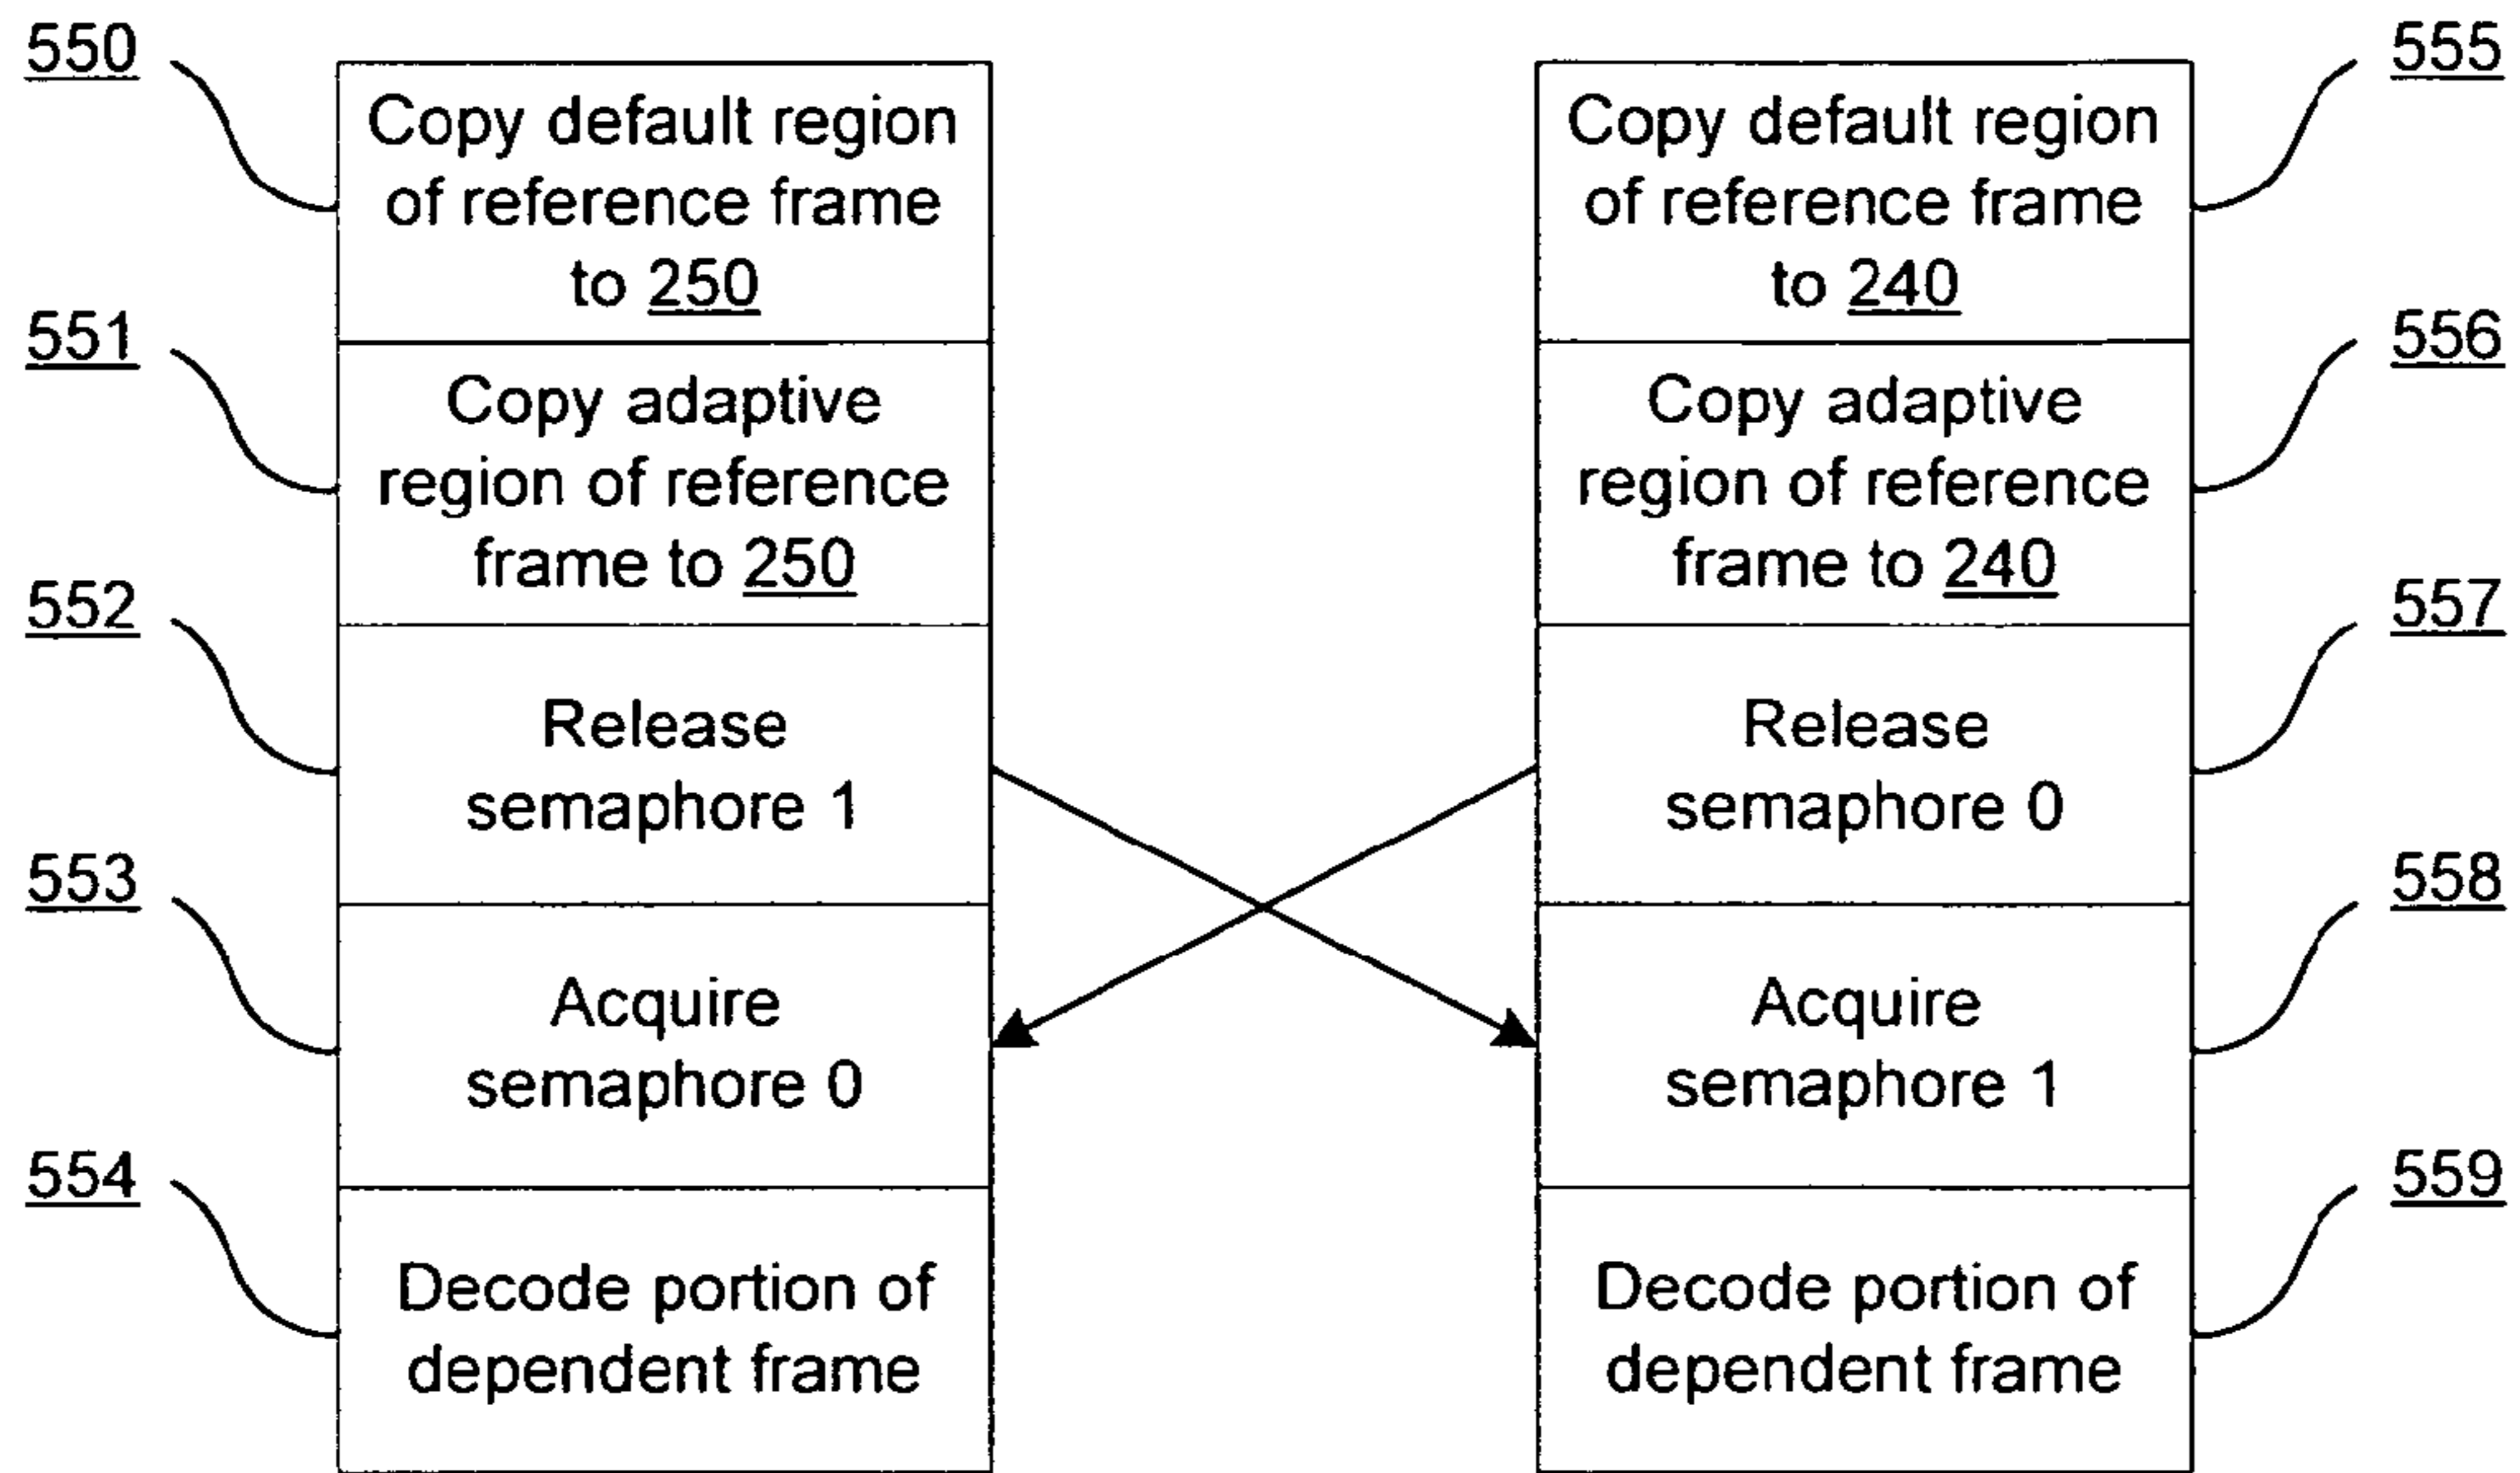 550
Copy default region
of reference frame
to 250
551
Copy adaptive
region of reference
frame to 250
552
Release
semaphore 1
553
Acquire
semaphore 0
554
Decode portion of
dependent frame
555
Copy default region
of reference frame
to 240
556
Copy adaptive
region of reference
frame to 240
557
Release
semaphore 0
558
Acquire
semaphore 1
559
Decode portion of
dependent frame